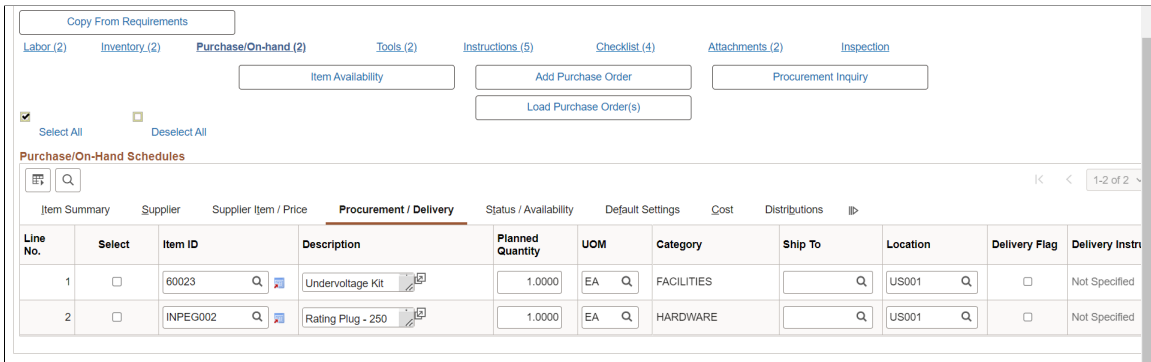 Copy From Requirements
Labor (2) Inventory (2) Purchase/On-hand (2) Tools (2) Instructions (5) Checklist (4) Attachments (2) Inspection
Item Availability Add Purchase Order Procurement Inquiry
Load Purchase Order(s)
Select All Deselect All
Purchase/On-Hand Schedules
1-2 of 2
Item Summary Supplier Supplier Item / Price Procurement / Delivery Status / Availability Default Settings Cost Distributions
Line No. Select Item ID Description Planned Quantity UOM Category Ship To Location Delivery Flag Delivery Instru
1 60023 Undervoltage Kit 1.0000 EA FACILITIES US001 Not Specified
2 INPEG002 Rating Plug - 250 1.0000 EA HARDWARE US001 Not Specified